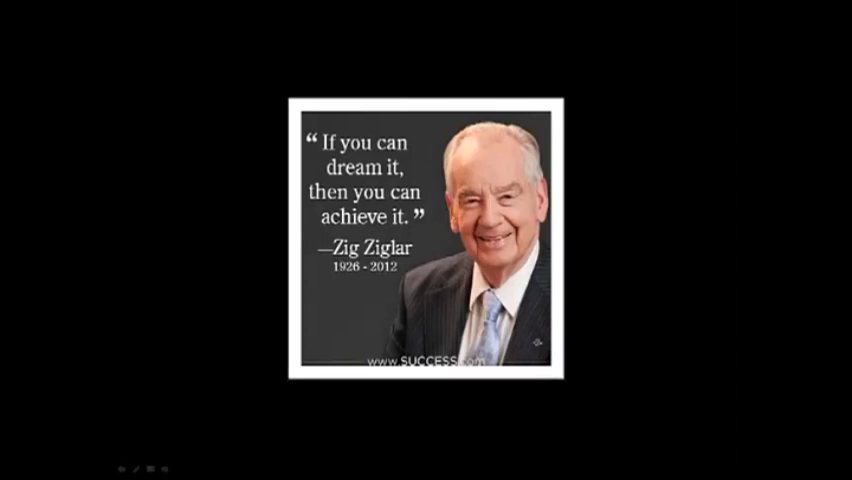 “ If you can
dream it,
then you can
achieve it. ”
—Zig Ziglar
1926 - 2012
www.SUCCESS.com